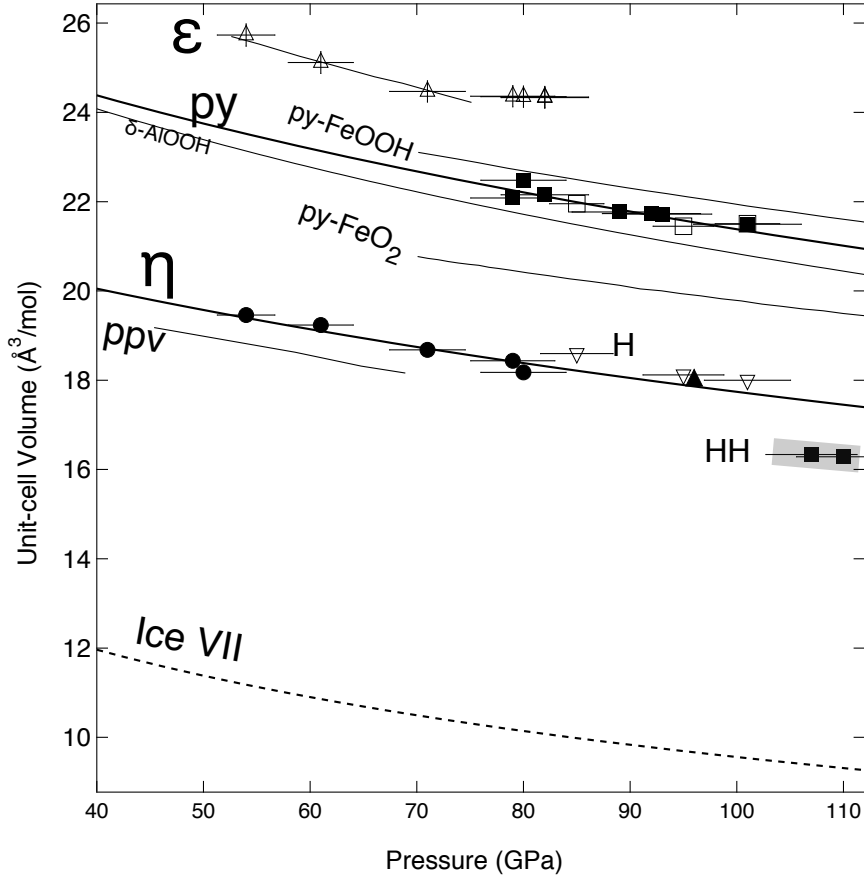 26
24
22
20
18
16
14
12
10
Unit-cell Volume (Å³/mol)
ε
py
py-FeOOH
δ-AlOOH
py-FeO₂
η
ppv
H
HH
Ice VII
40
50
60
70
80
90
100
110
Pressure (GPa)